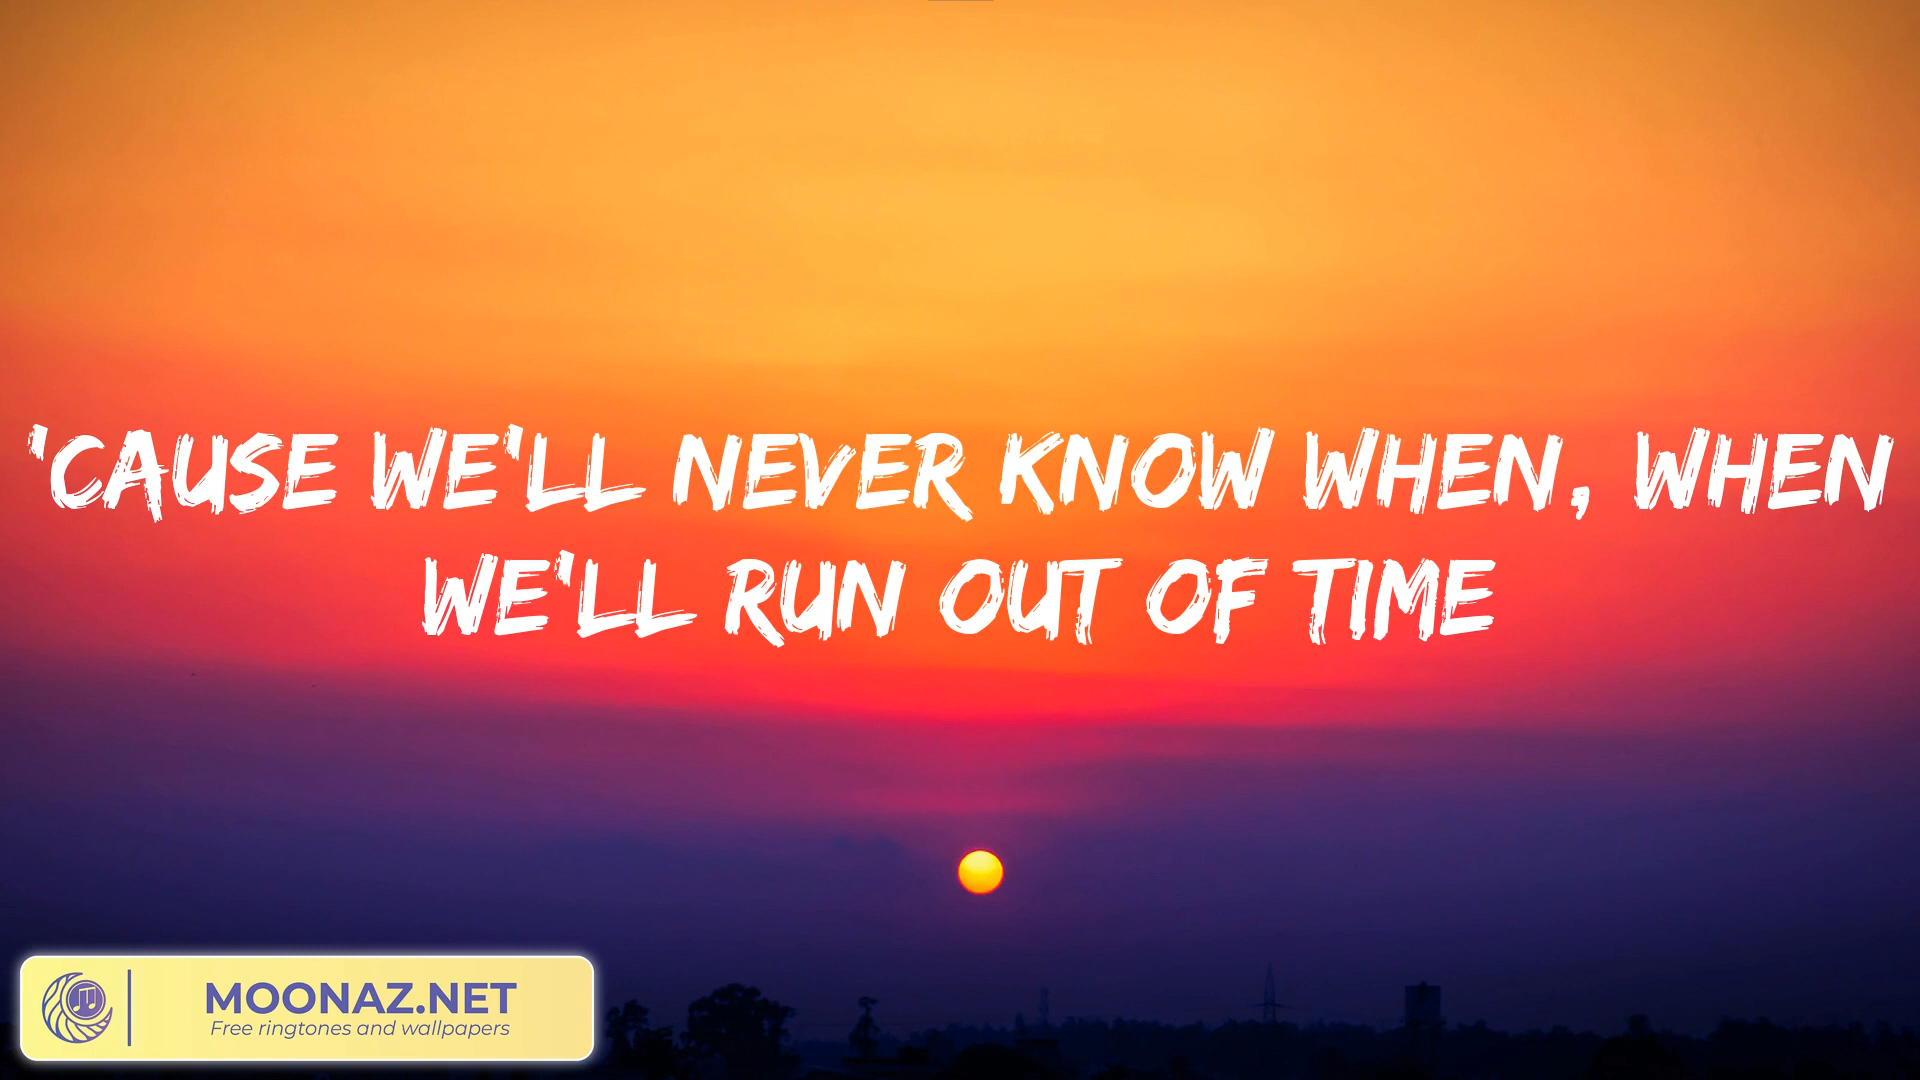 'CAUSE WE'LL NEVER KNOW WHEN, WHEN
WE'LL RUN OUT OF TIME
MOONAZ.NET
Free ringtones and wallpapers